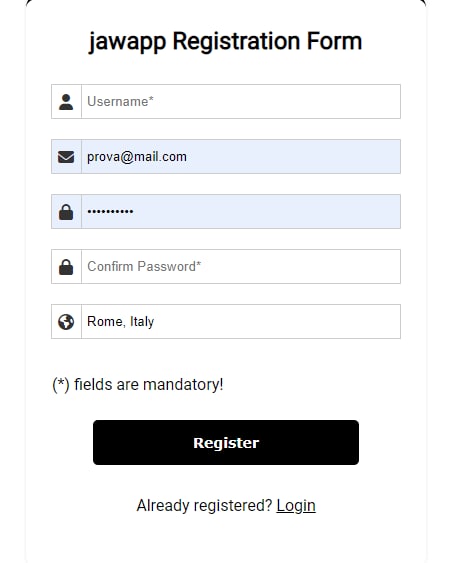 jawapp Registration Form
Username*
prova@mail.com
••••••••••
Confirm Password*
Rome, Italy
(*) fields are mandatory!
Register
Already registered? Login